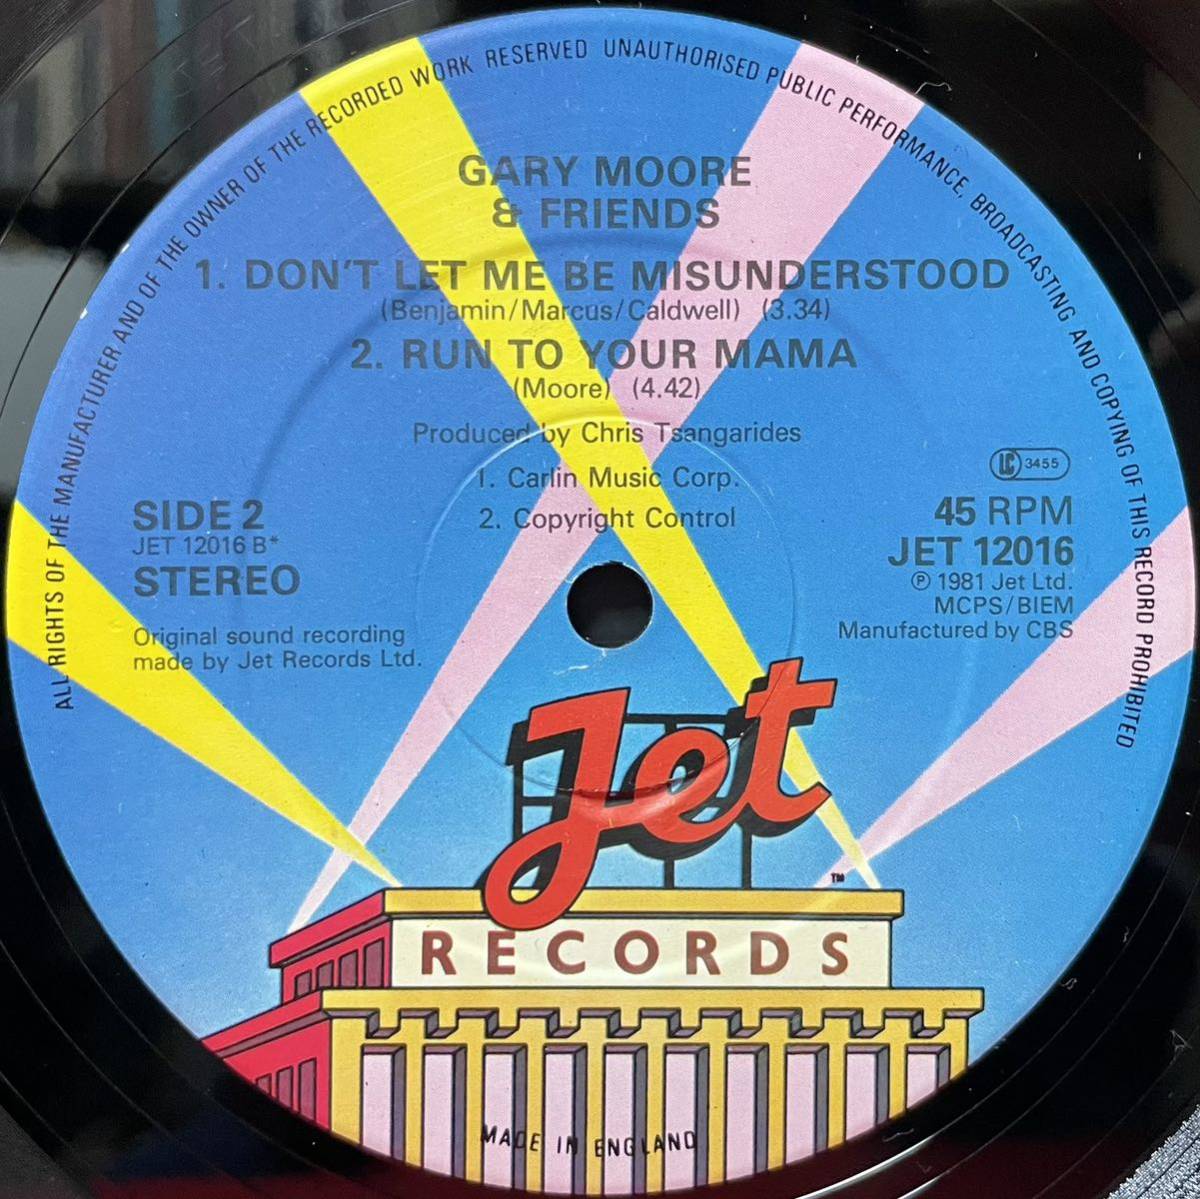 ALL RIGHTS OF THE MANUFACTURER AND OF THE OWNER OF THE RECORDED WORK RESERVED UNAUTHORISED PUBLIC PERFORMANCE, BROADCASTING AND COPYING OF THIS RECORD PROHIBITED
GARY MOORE
& FRIENDS
1. DON'T LET ME BE MISUNDERSTOOD
(Benjamin/Marcus/Caldwell) (3.34)
2. RUN TO YOUR MAMA
(Moore) (4.42)
Produced by Chris Tsangarides
1. Carlin Music Corp.
2. Copyright Control
SIDE 2
JET 12016 B*
STEREO
Original sound recording
made by Jet Records Ltd.
LC 3455
45 RPM
JET 12016
℗ 1981 Jet Ltd.
MCPS/BIEM
Manufactured by CBS
Jet
TM
RECORDS
MADE IN ENGLAND